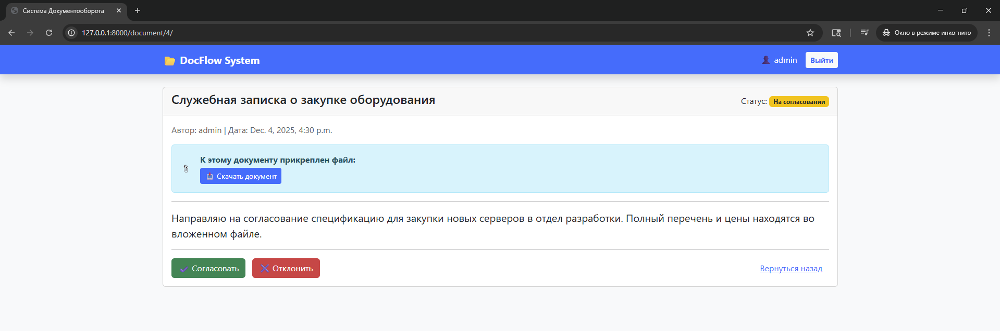 Система Документооборота
127.0.0.1:8000/document/4/
Окно в режиме инкогнито
DocFlow System
admin
Выйти
Служебная записка о закупке оборудования
Статус: На согласовании
Автор: admin | Дата: Dec. 4, 2025, 4:30 p.m.
К этому документу прикреплен файл:
Скачать документ
Направляю на согласование спецификацию для закупки новых серверов в отдел разработки. Полный перечень и цены находятся во
вложенном файле.
Согласовать
Отклонить
Вернуться назад